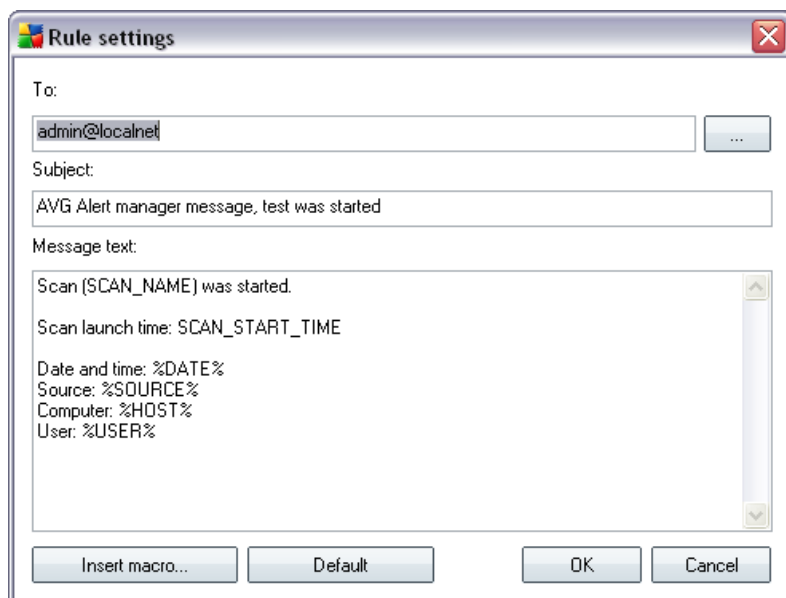 Rule settings
To:
admin@localnet
...
Subject:
AVG Alert manager message, test was started
Message text:
Scan (SCAN_NAME) was started.
Scan launch time: SCAN_START_TIME
Date and time: %DATE%
Source: %SOURCE%
Computer: %HOST%
User: %USER%
Insert macro... Default OK Cancel